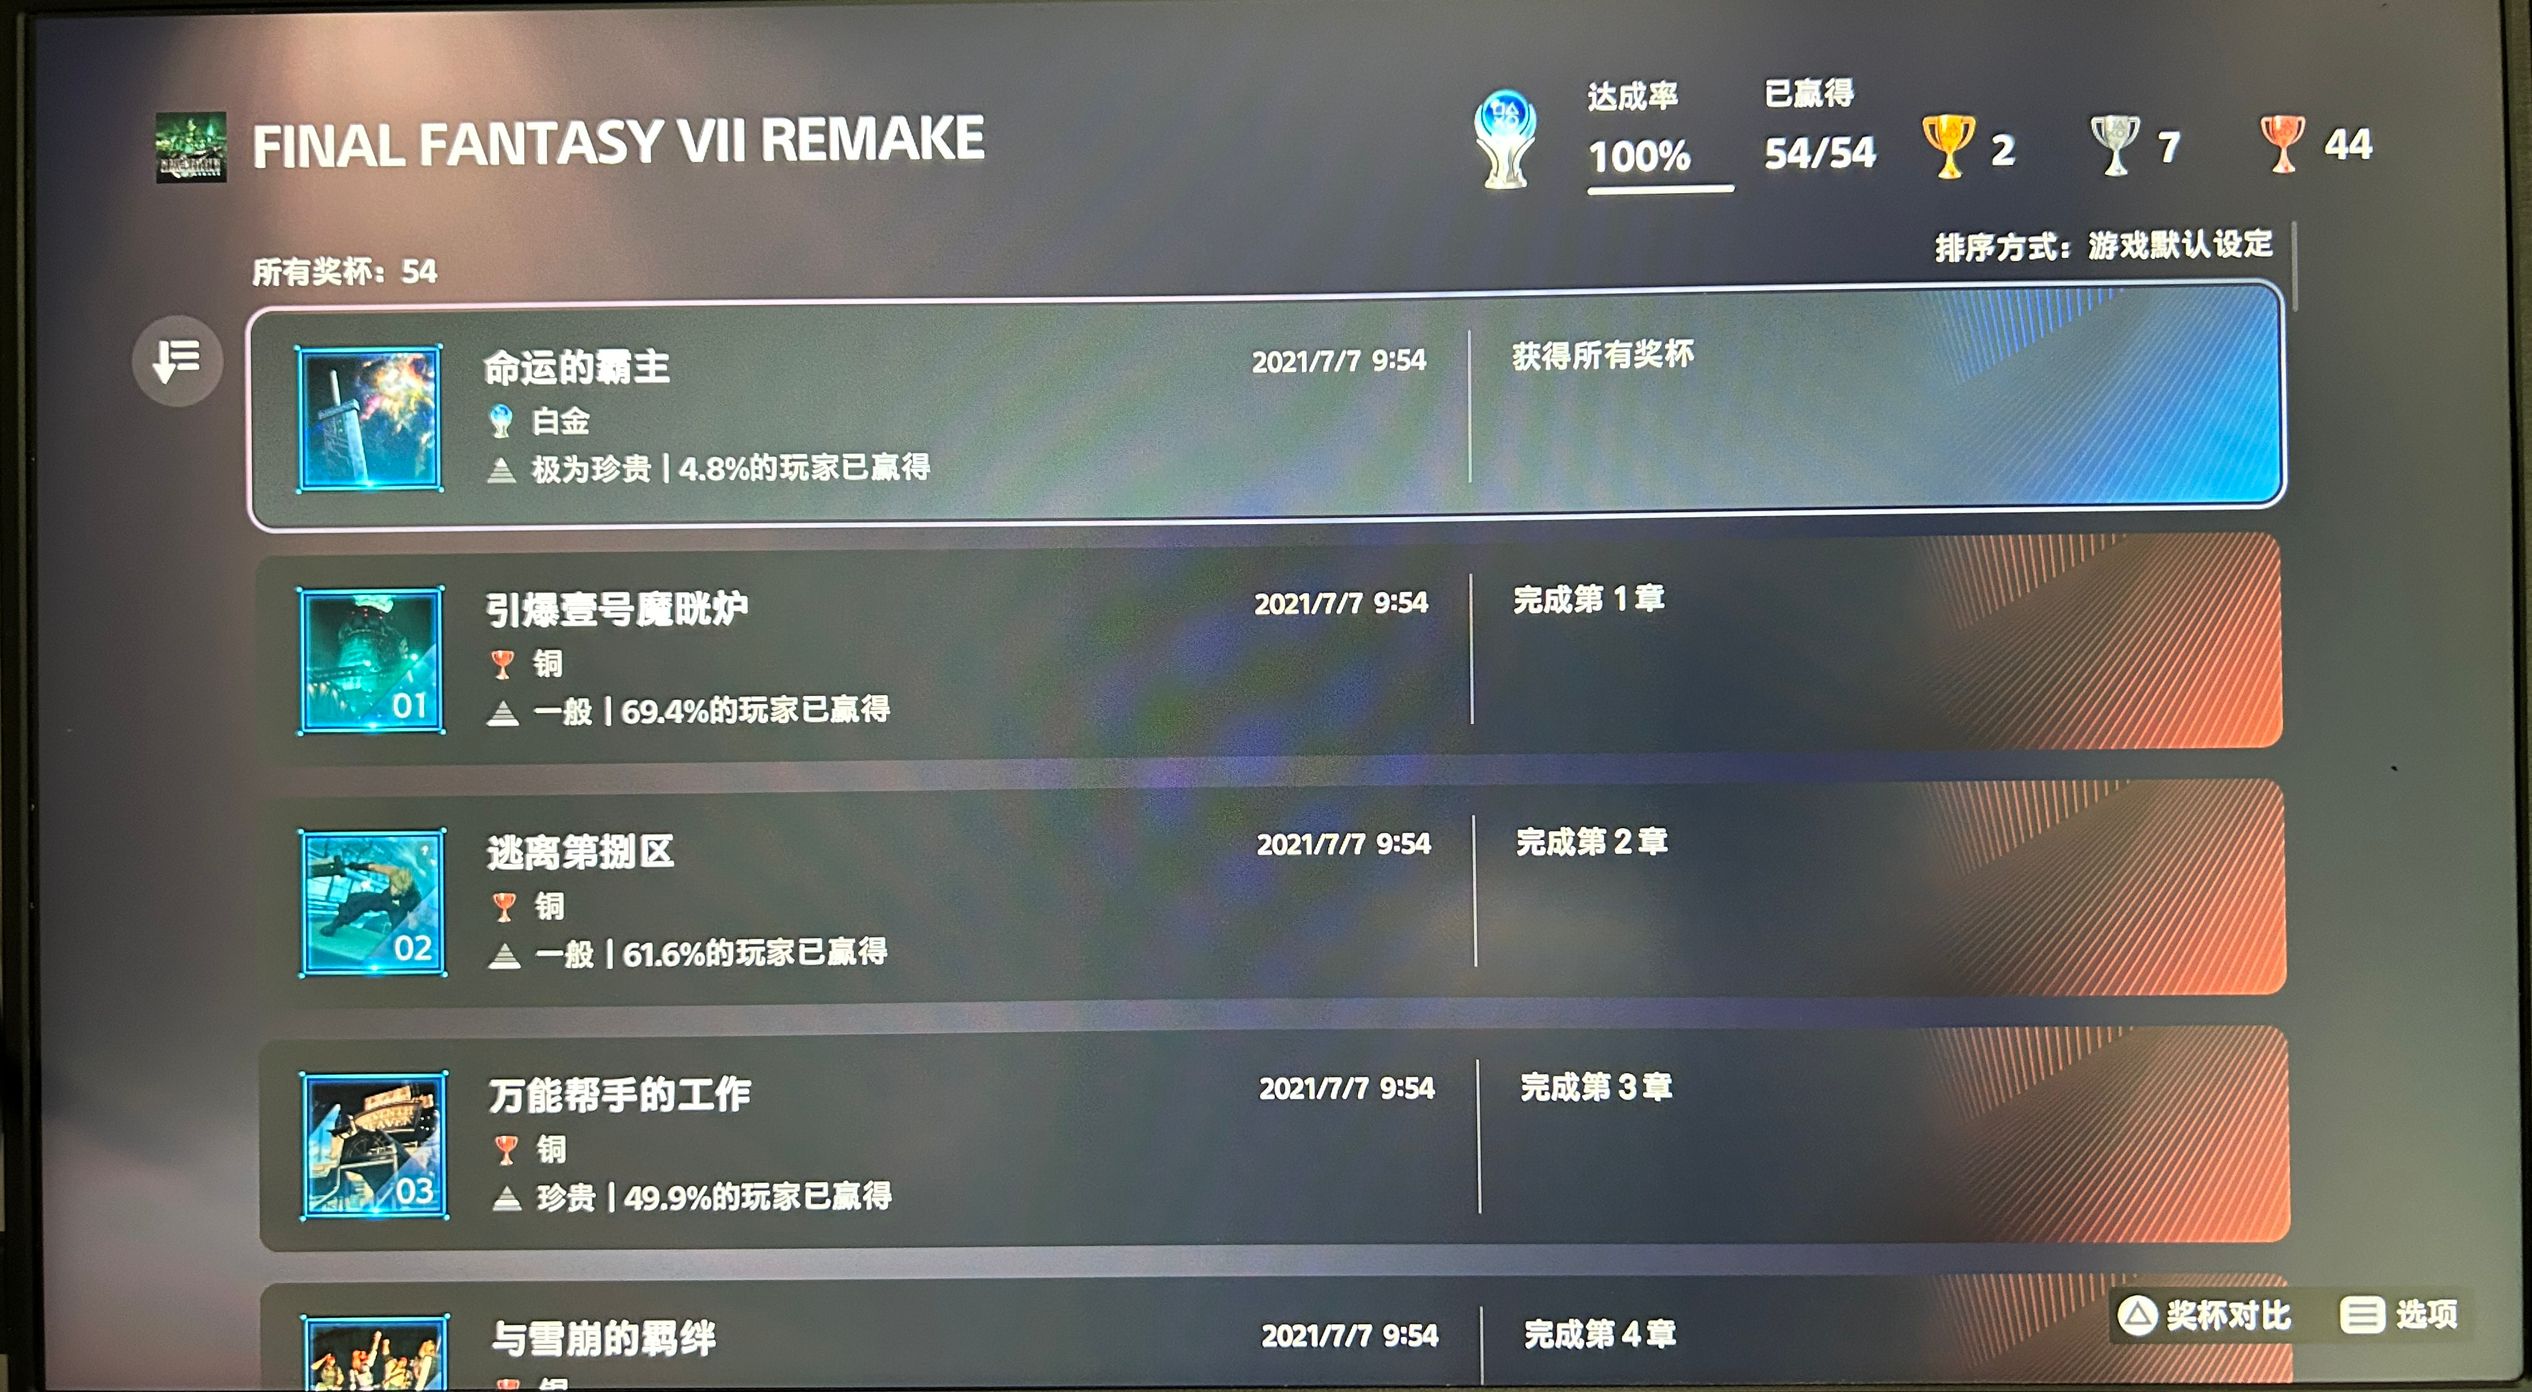 FINAL FANTASY VII REMAKE
达成率
100%
已赢得
54/54
2
7
44
所有奖杯：54
排序方式：游戏默认设定
命运的霸主
2021/7/7 9:54
获得所有奖杯
白金
极为珍贵 | 4.8%的玩家已赢得
引爆壹号魔晄炉
2021/7/7 9:54
完成第 1 章
铜
一般 | 69.4%的玩家已赢得
01
逃离第捌区
2021/7/7 9:54
完成第 2 章
铜
一般 | 61.6%的玩家已赢得
02
万能帮手的工作
2021/7/7 9:54
完成第 3 章
铜
珍贵 | 49.9%的玩家已赢得
03
与雪崩的羁绊
2021/7/7 9:54
完成第 4 章
铜
奖杯对比
选项